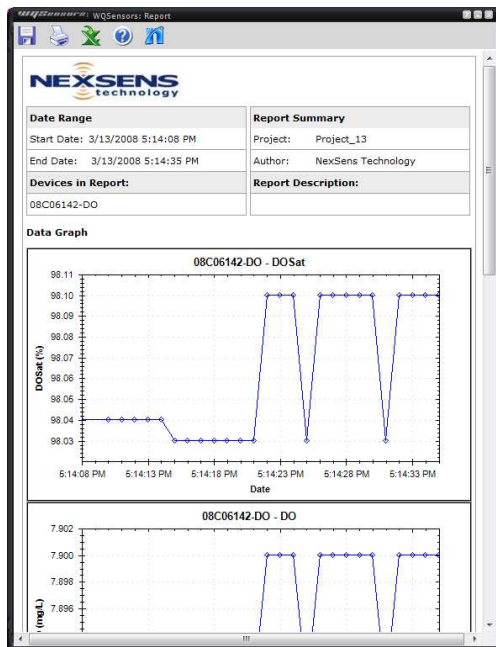 WQSensors: WQSensors: Report
NEXSENS
technology
Date Range
Report Summary
Start Date: 3/13/2008 5:14:08 PM
Project: Project_13
End Date: 3/13/2008 5:14:35 PM
Author: NexSens Technology
Devices in Report:
Report Description:
08C06142-DO
Data Graph
08C06142-DO - DOSat
98.11
98.10
98.09
98.08
98.07
98.06
98.05
98.04
98.03
DOSat (%)
5:14:08 PM 5:14:13 PM 5:14:18 PM 5:14:23 PM 5:14:28 PM 5:14:33 PM
Date
08C06142-DO - DO
7.902
7.900
7.898
7.896
(mg/L)